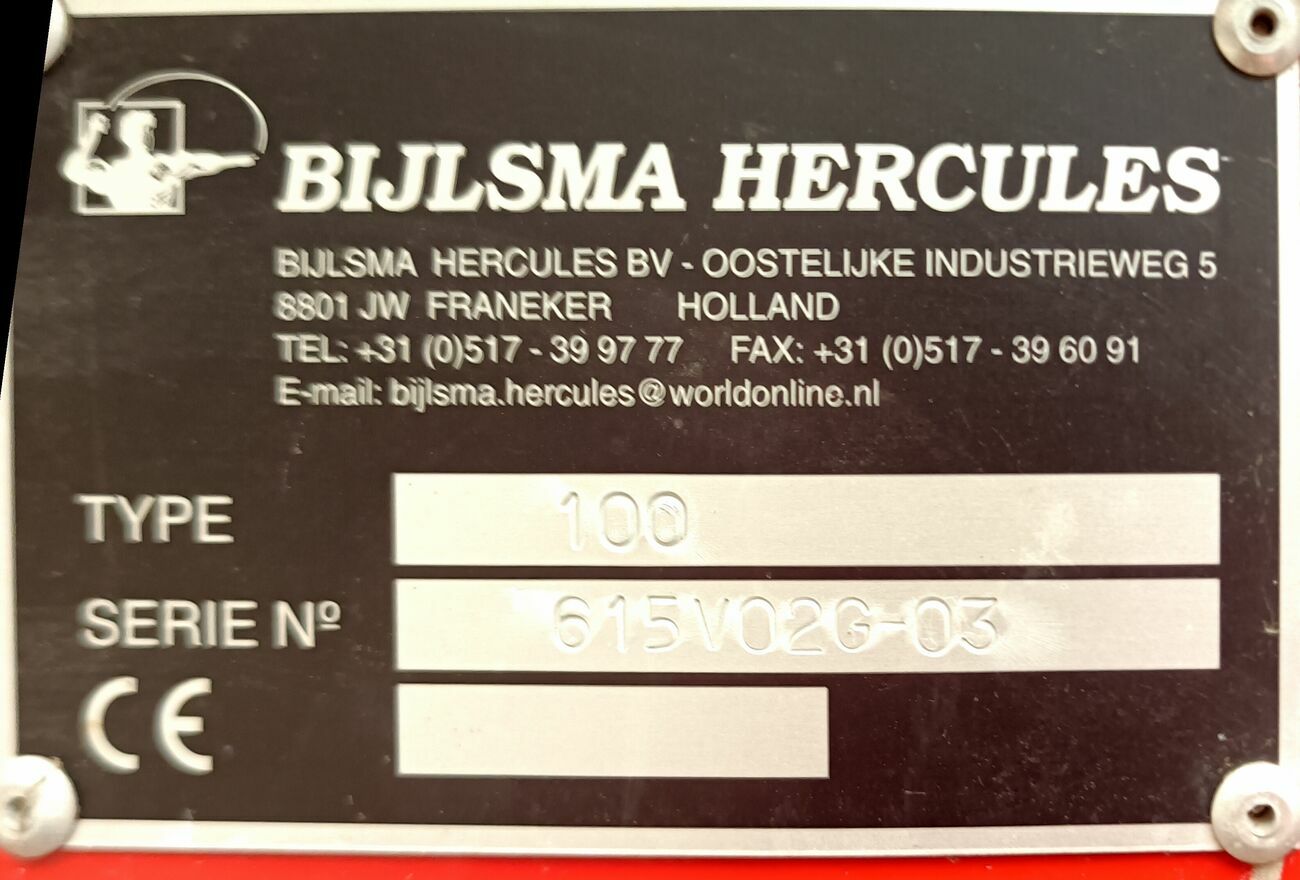 BIJLSMA HERCULES
BIJLSMA HERCULES BV - OOSTELIJKE INDUSTRIEWEG 5
8801 JW FRANEKER HOLLAND
TEL: +31 (0)517 - 39 97 77 FAX: +31 (0)517 - 39 60 91
E-mail: bijlsma.hercules@worldonline.nl
TYPE 100
SERIE Nº 615V02G-03
CE